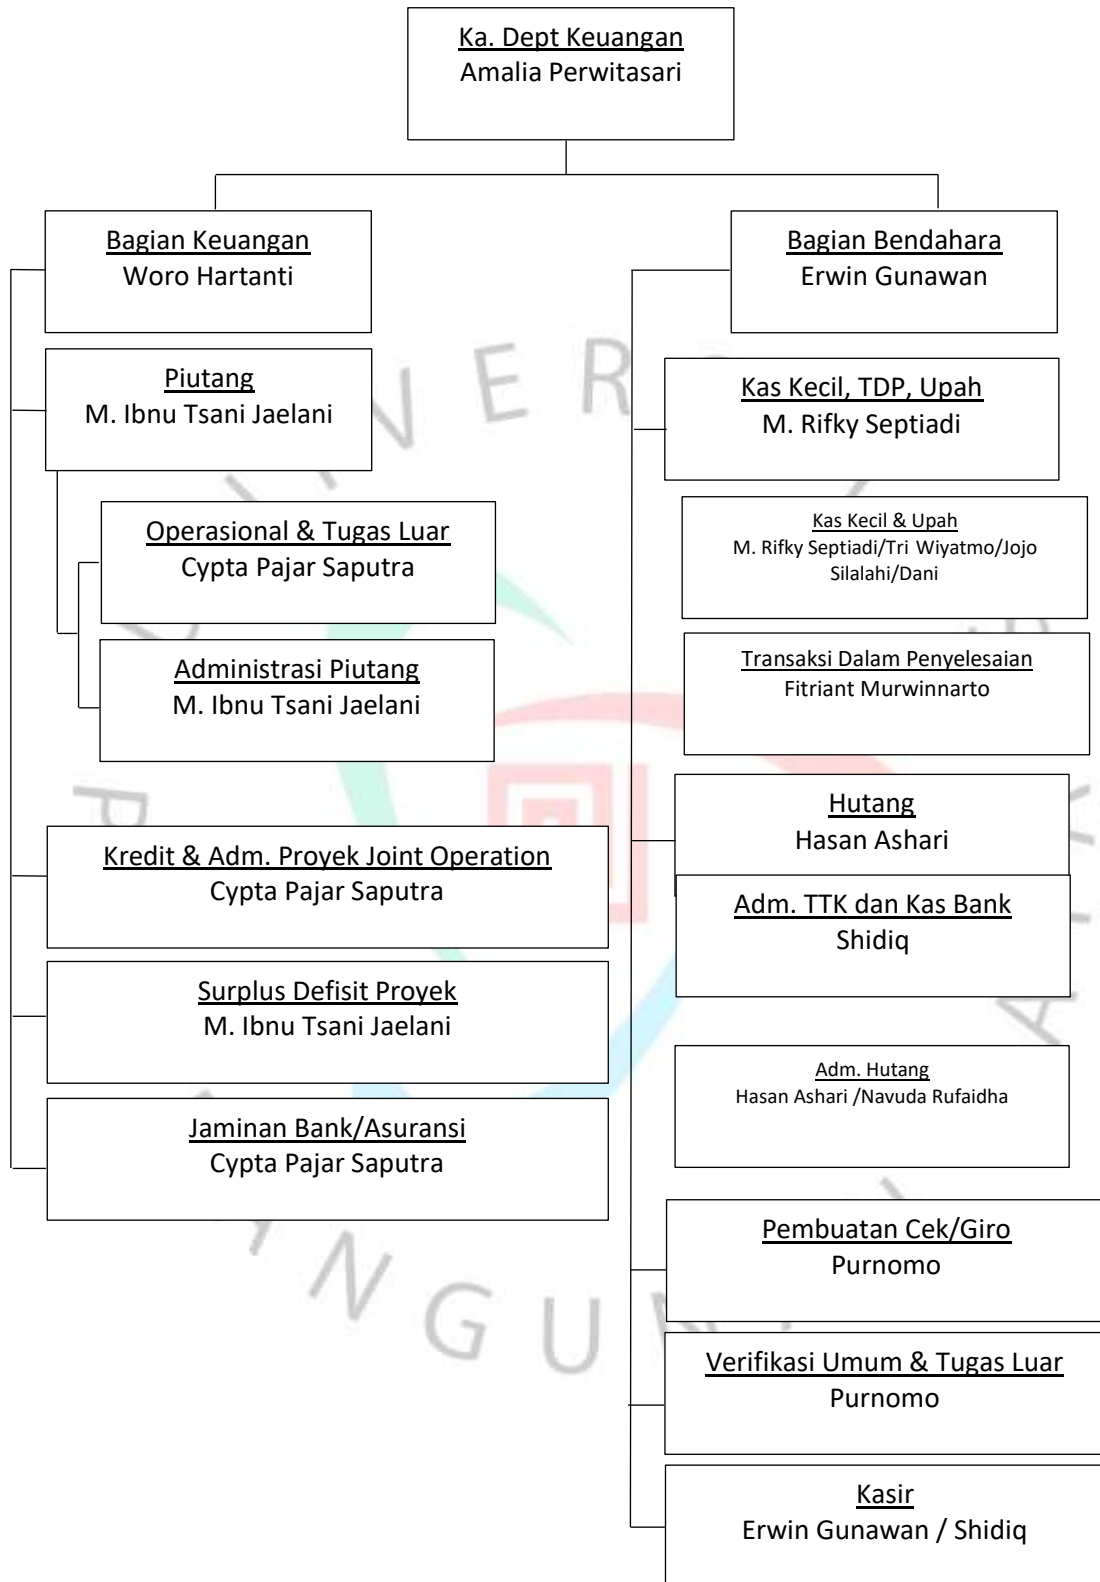 Ka. Dept Keuangan
Amalia Perwitasari
Bagian Keuangan
Woro Hartanti
Piutang
M. Ibnu Tsani Jaelani
Operasional & Tugas Luar
Cypta Pajar Saputra
Administrasi Piutang
M. Ibnu Tsani Jaelani
Kredit & Adm. Proyek Joint Operation
Cypta Pajar Saputra
Surplus Defisit Proyek
M. Ibnu Tsani Jaelani
Jaminan Bank/Asuransi
Cypta Pajar Saputra
Bagian Bendahara
Erwin Gunawan
Kas Kecil, TDP, Upah
M. Rifky Septiadi
Kas Kecil & Upah
M. Rifky Septiadi/Tri Wiyatmo/Jojo
Silalahi/Dani
Transaksi Dalam Penyelesaian
Fitriant Murwinnarto
Hutang
Hasan Ashari
Adm. TTK dan Kas Bank
Shidiq
Adm. Hutang
Hasan Ashari /Navuda Rufaidha
Pembuatan Cek/Giro
Purnomo
Verifikasi Umum & Tugas Luar
Purnomo
Kasir
Erwin Gunawan / Shidiq